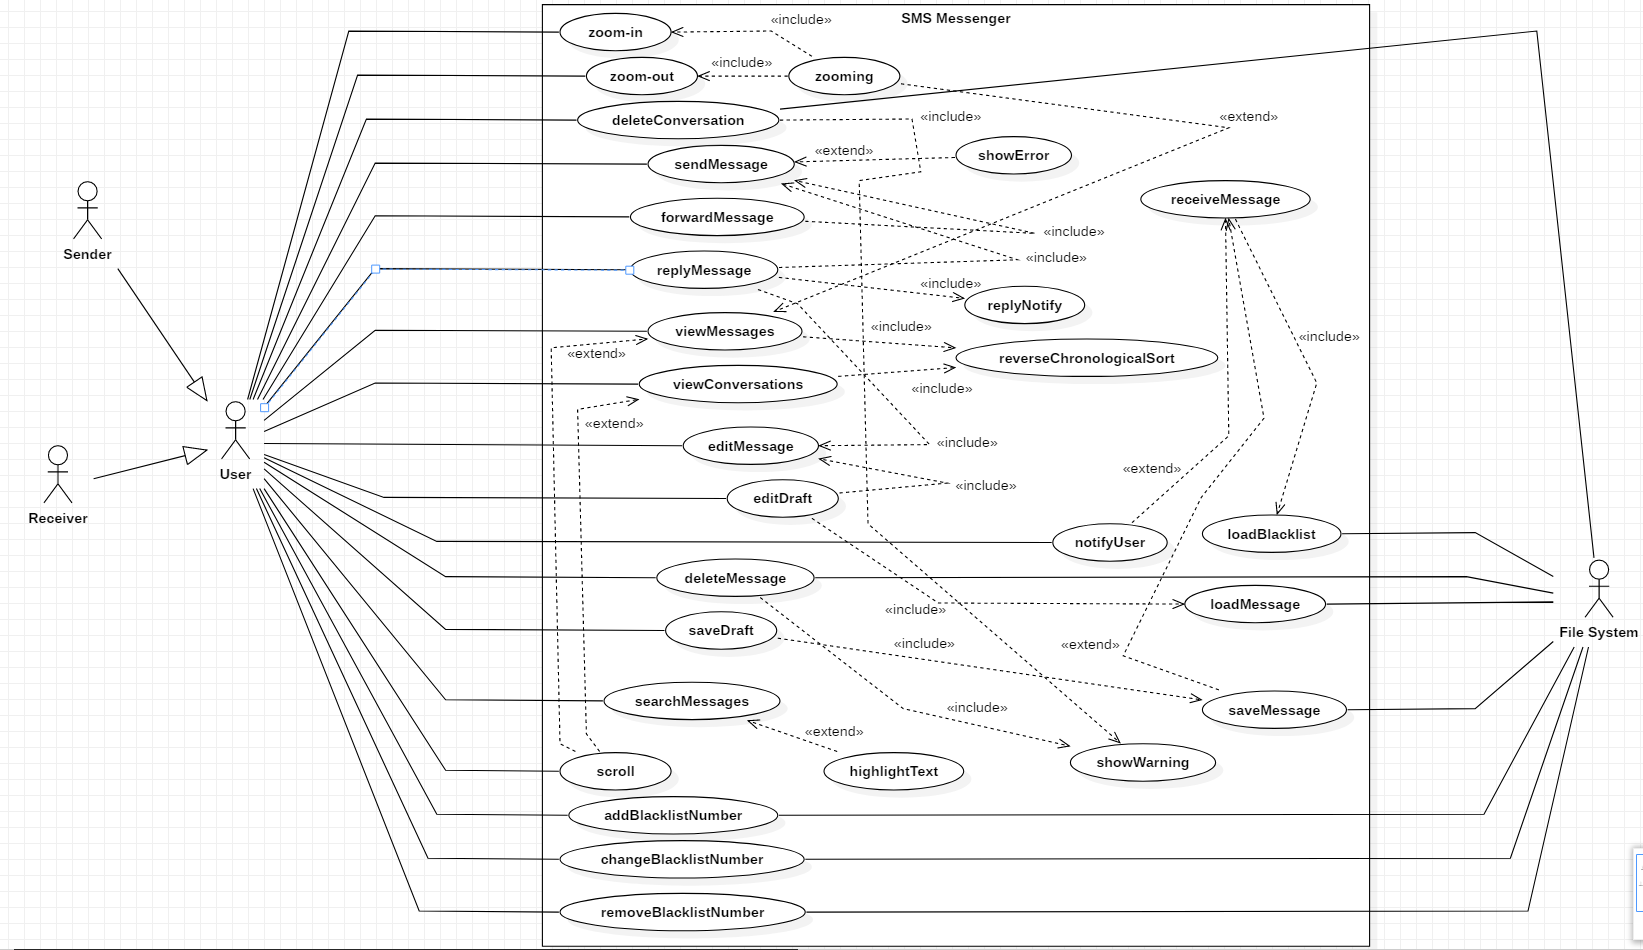 SMS Messenger
«include»
zoom-in
«include»
zoom-out
zooming
deleteConversation
«include»
«extend»
«extend»
showError
sendMessage
receiveMessage
forwardMessage
«include»
Sender
«include»
replyMessage
«include»
replyNotify
«include»
viewMessages
«include»
«extend»
reverseChronologicalSort
viewConversations
«include»
«extend»
editMessage
«include»
User
«extend»
«include»
editDraft
Receiver
loadBlacklist
notifyUser
deleteMessage
loadMessage
«include»
saveDraft
File System
«include»
«extend»
searchMessages
«include»
saveMessage
«extend»
showWarning
scroll
highlightText
addBlacklistNumber
changeBlacklistNumber
removeBlacklistNumber